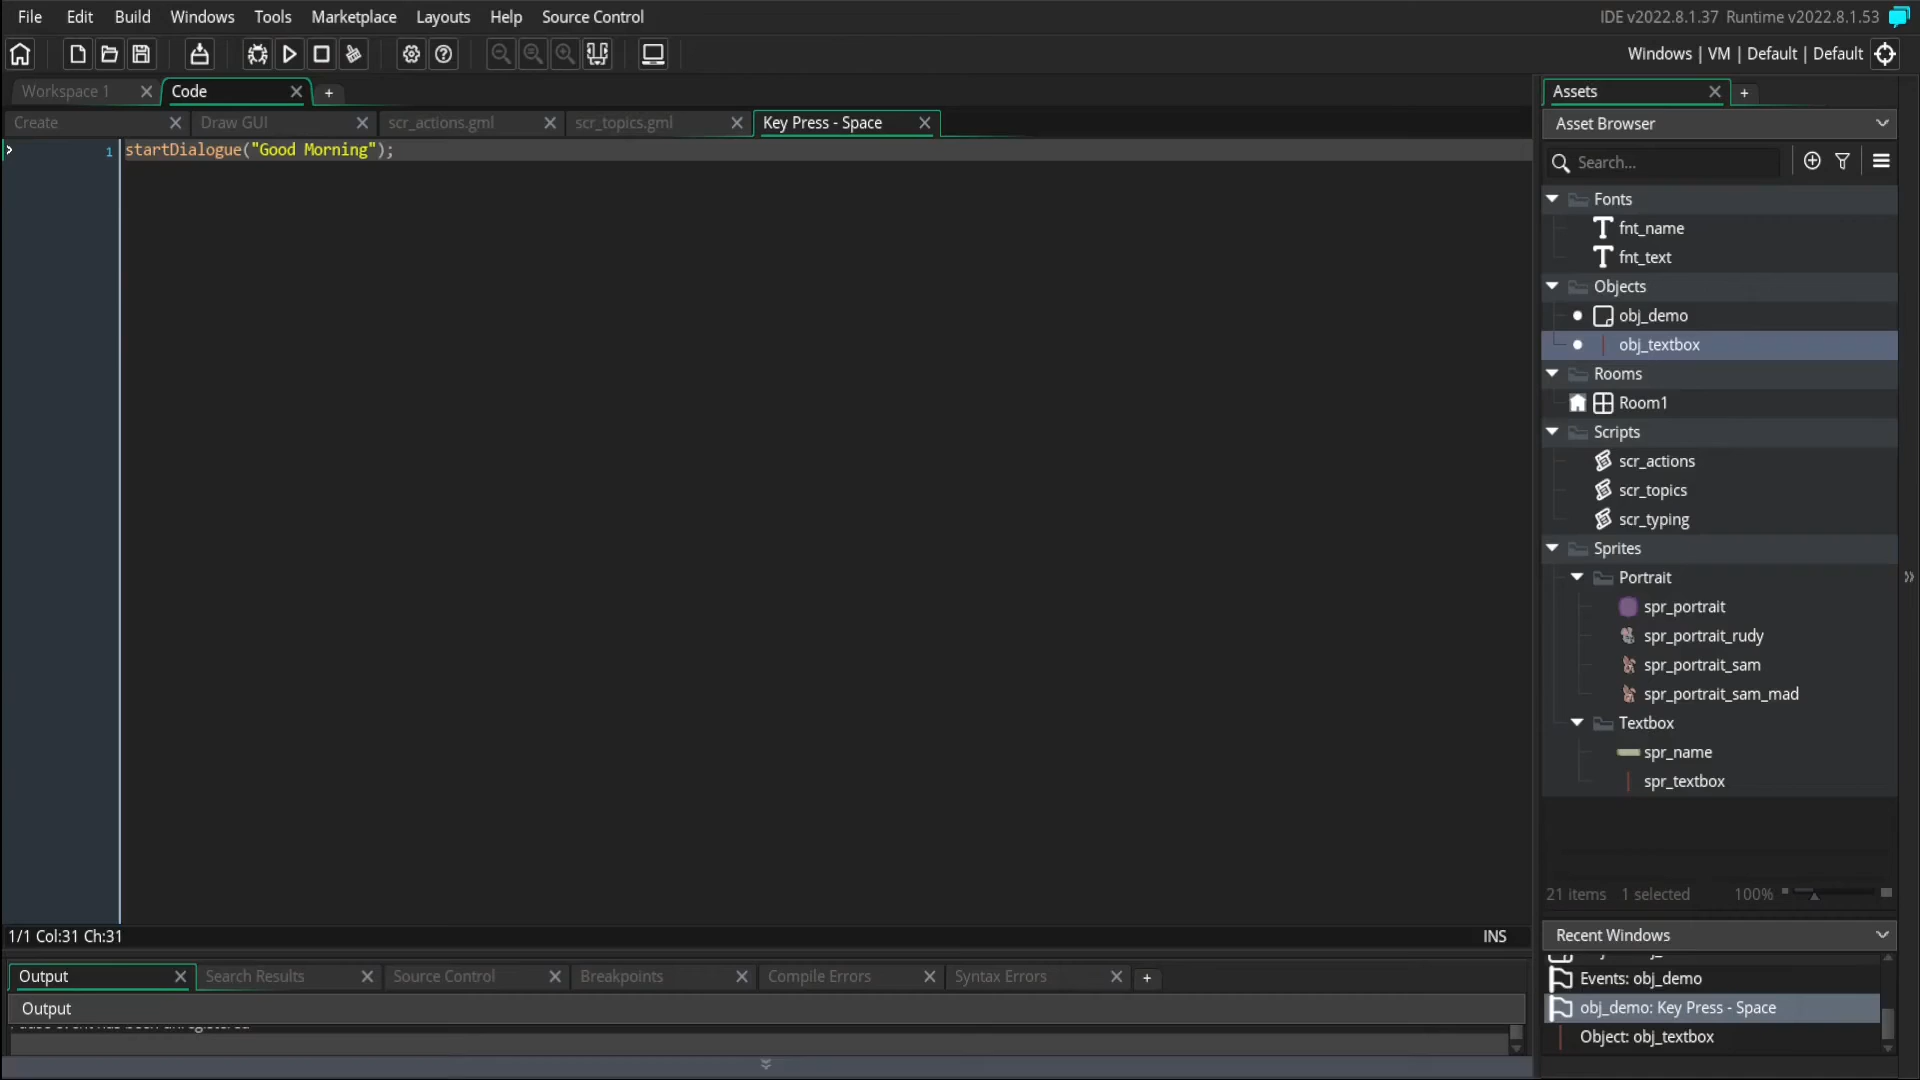 File Edit Build Windows Tools Marketplace Layouts Help Source Control
IDE v2022.8.1.37 Runtime v2022.8.1.53
Windows | VM | Default | Default
Workspace 1 Code +
Create Draw GUI scr_actions.gml scr_topics.gml Key Press - Space
1 startDialogue("Good Morning");
1/1 Col:31 Ch:31
INS
Output Search Results Source Control Breakpoints Compile Errors Syntax Errors +
Output
Assets +
Asset Browser
Search...
Fonts
fnt_name
fnt_text
Objects
obj_demo
obj_textbox
Rooms
Room1
Scripts
scr_actions
scr_topics
scr_typing
Sprites
Portrait
spr_portrait
spr_portrait_rudy
spr_portrait_sam
spr_portrait_sam_mad
Textbox
spr_name
spr_textbox
21 items 1 selected 100%
Recent Windows
Events: obj_demo
obj_demo: Key Press - Space
Object: obj_textbox